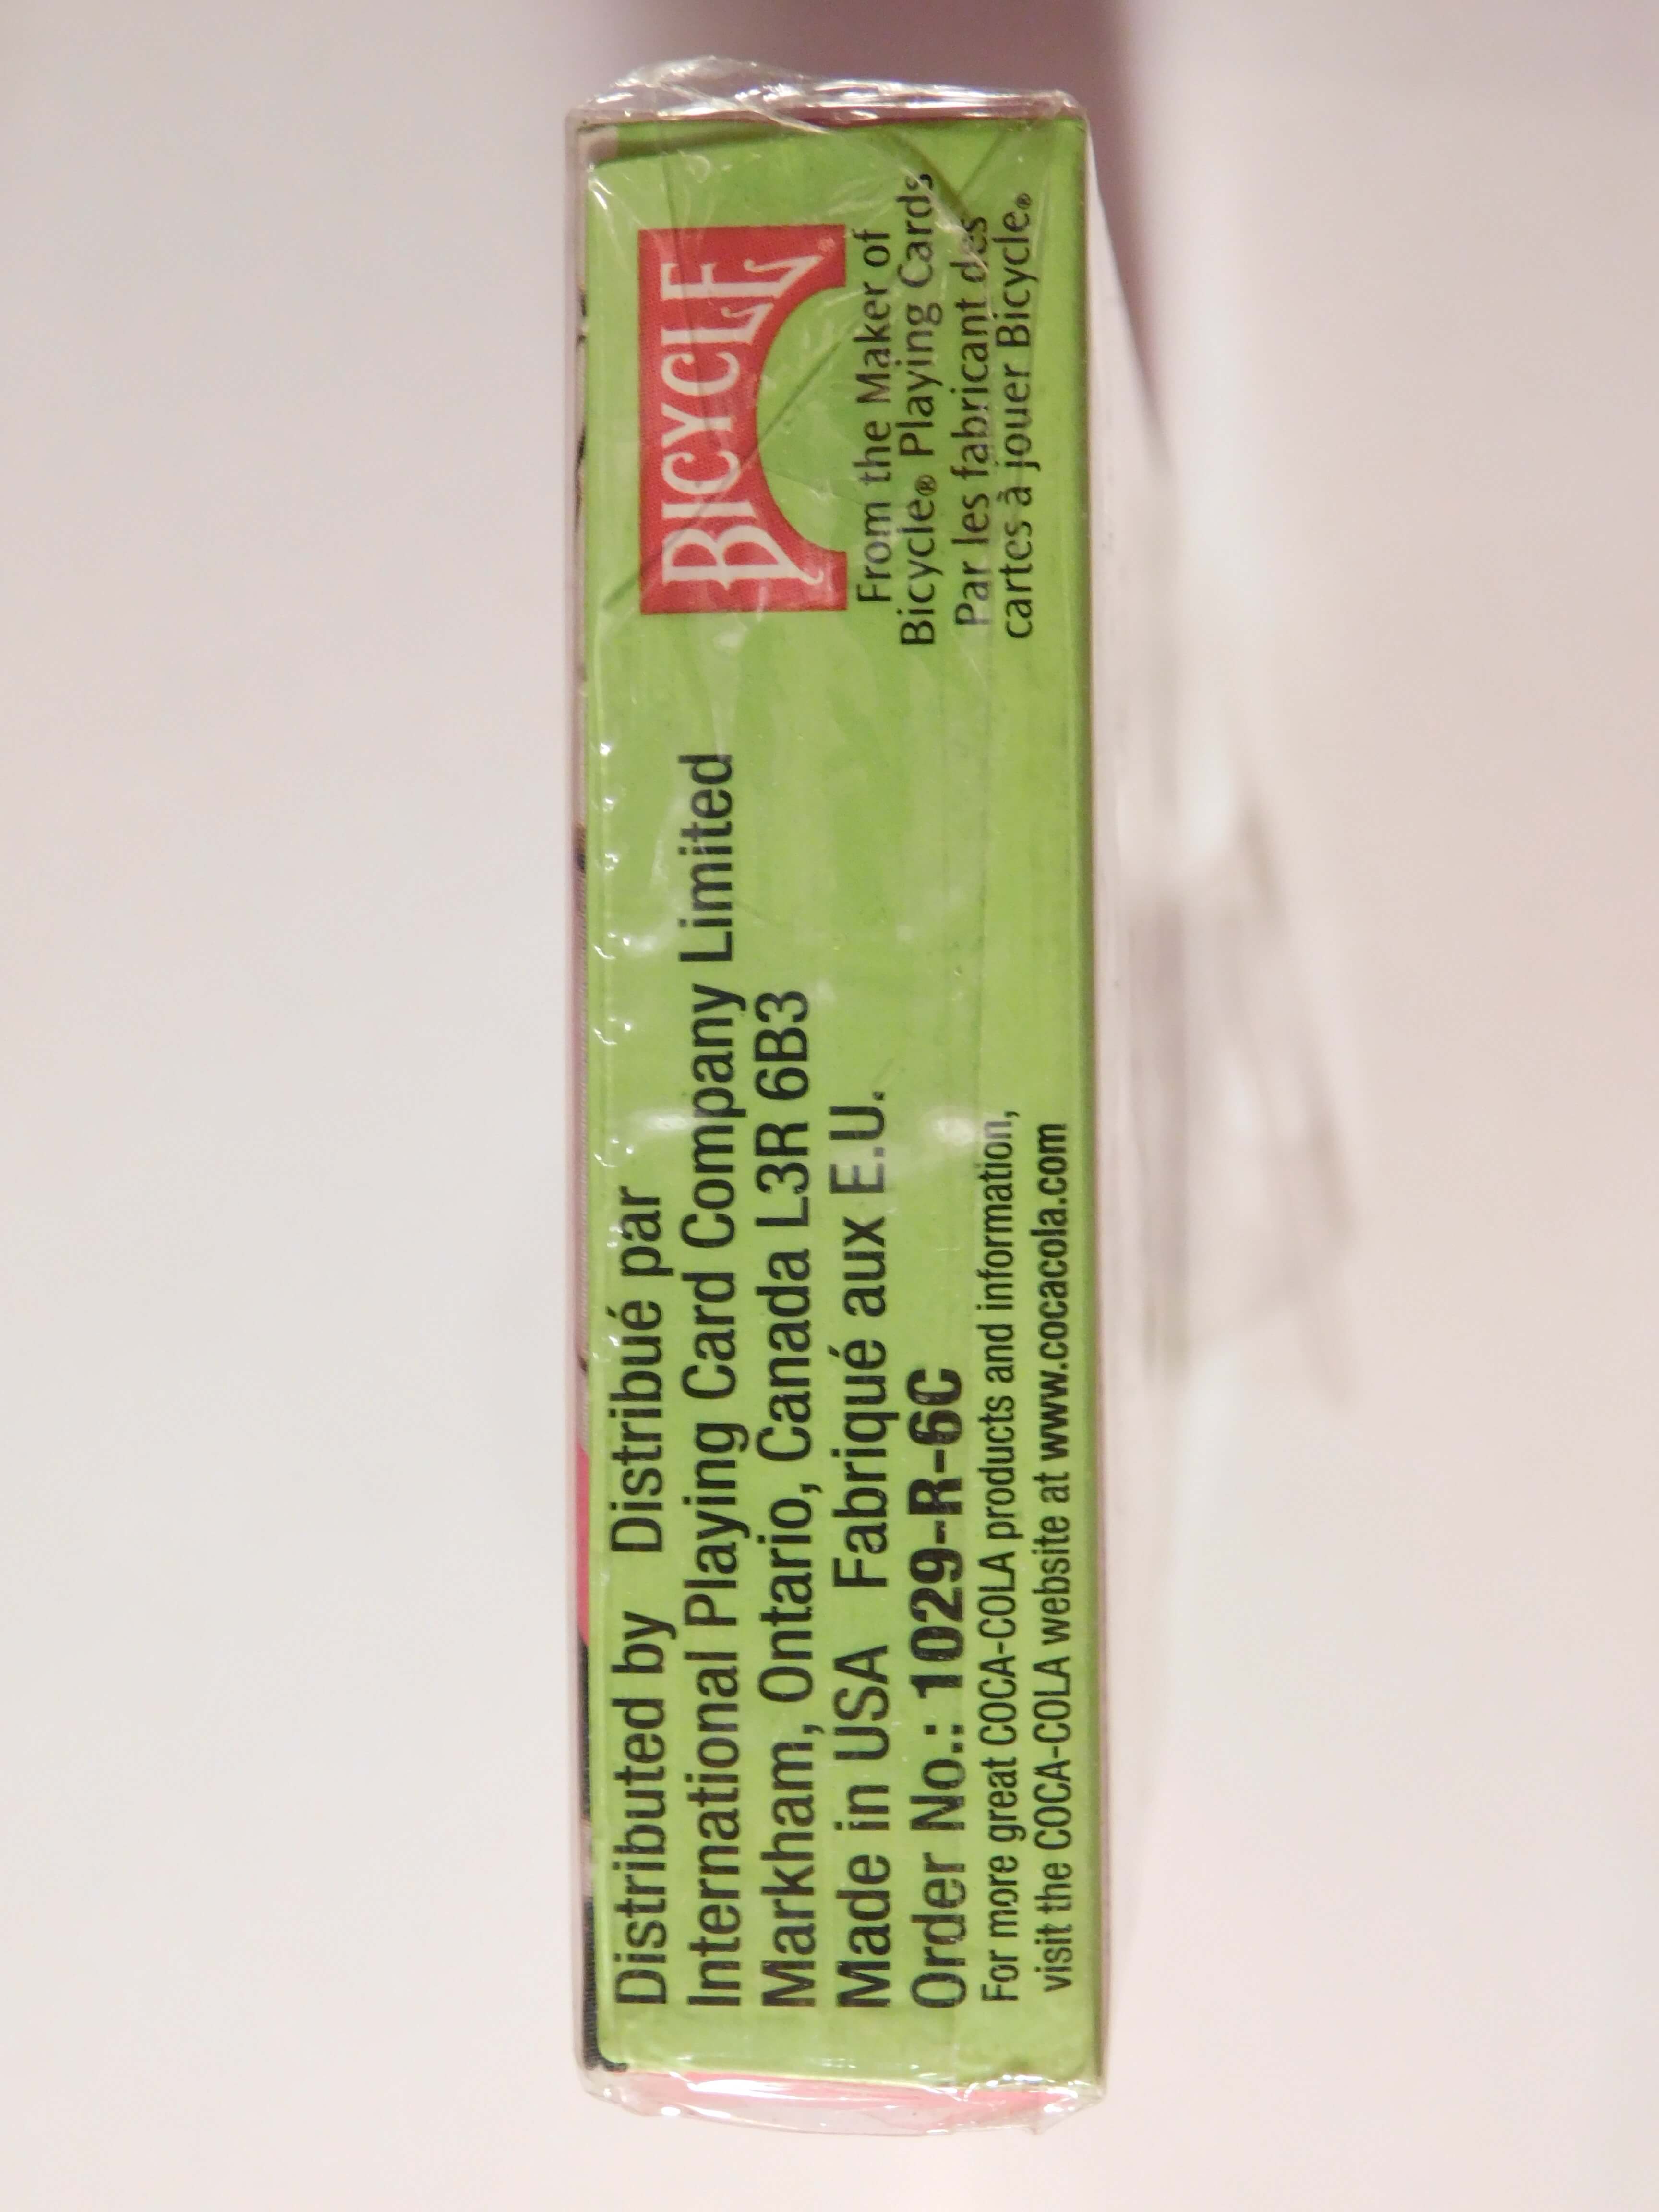 Distributed by Distribué par
International Playing Card Company Limited
Markham, Ontario, Canada L3R 6B3
Made in USA Fabriqué aux E.U.
Order No.: 1029-R-6C
For more great COCA-COLA products and information,
visit the COCA-COLA website at www.cocacola.com
BICYCLE®
From the Maker of
Bicycle® Playing Cards
Par les fabricant des
cartes à jouer Bicycle®